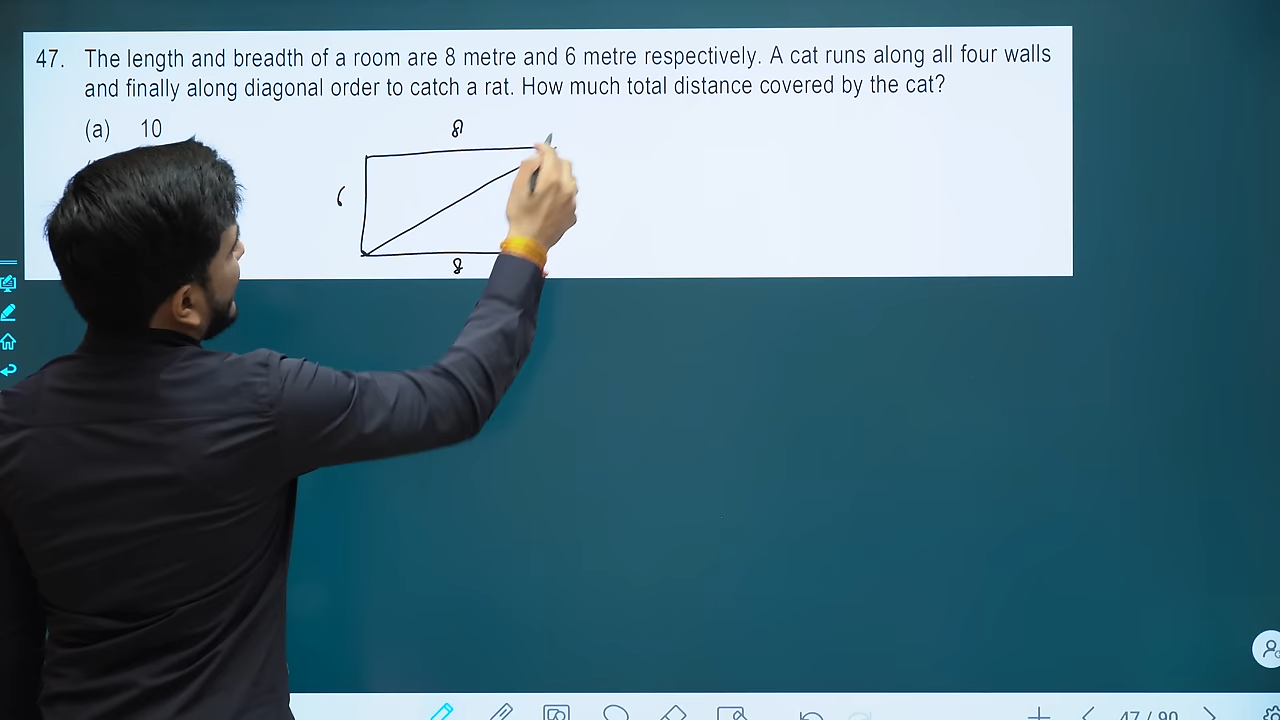 47. The length and breadth of a room are 8 metre and 6 metre respectively. A cat runs along all four walls
and finally along diagonal order to catch a rat. How much total distance covered by the cat?
(a) 10
8
6
8
47 / 90